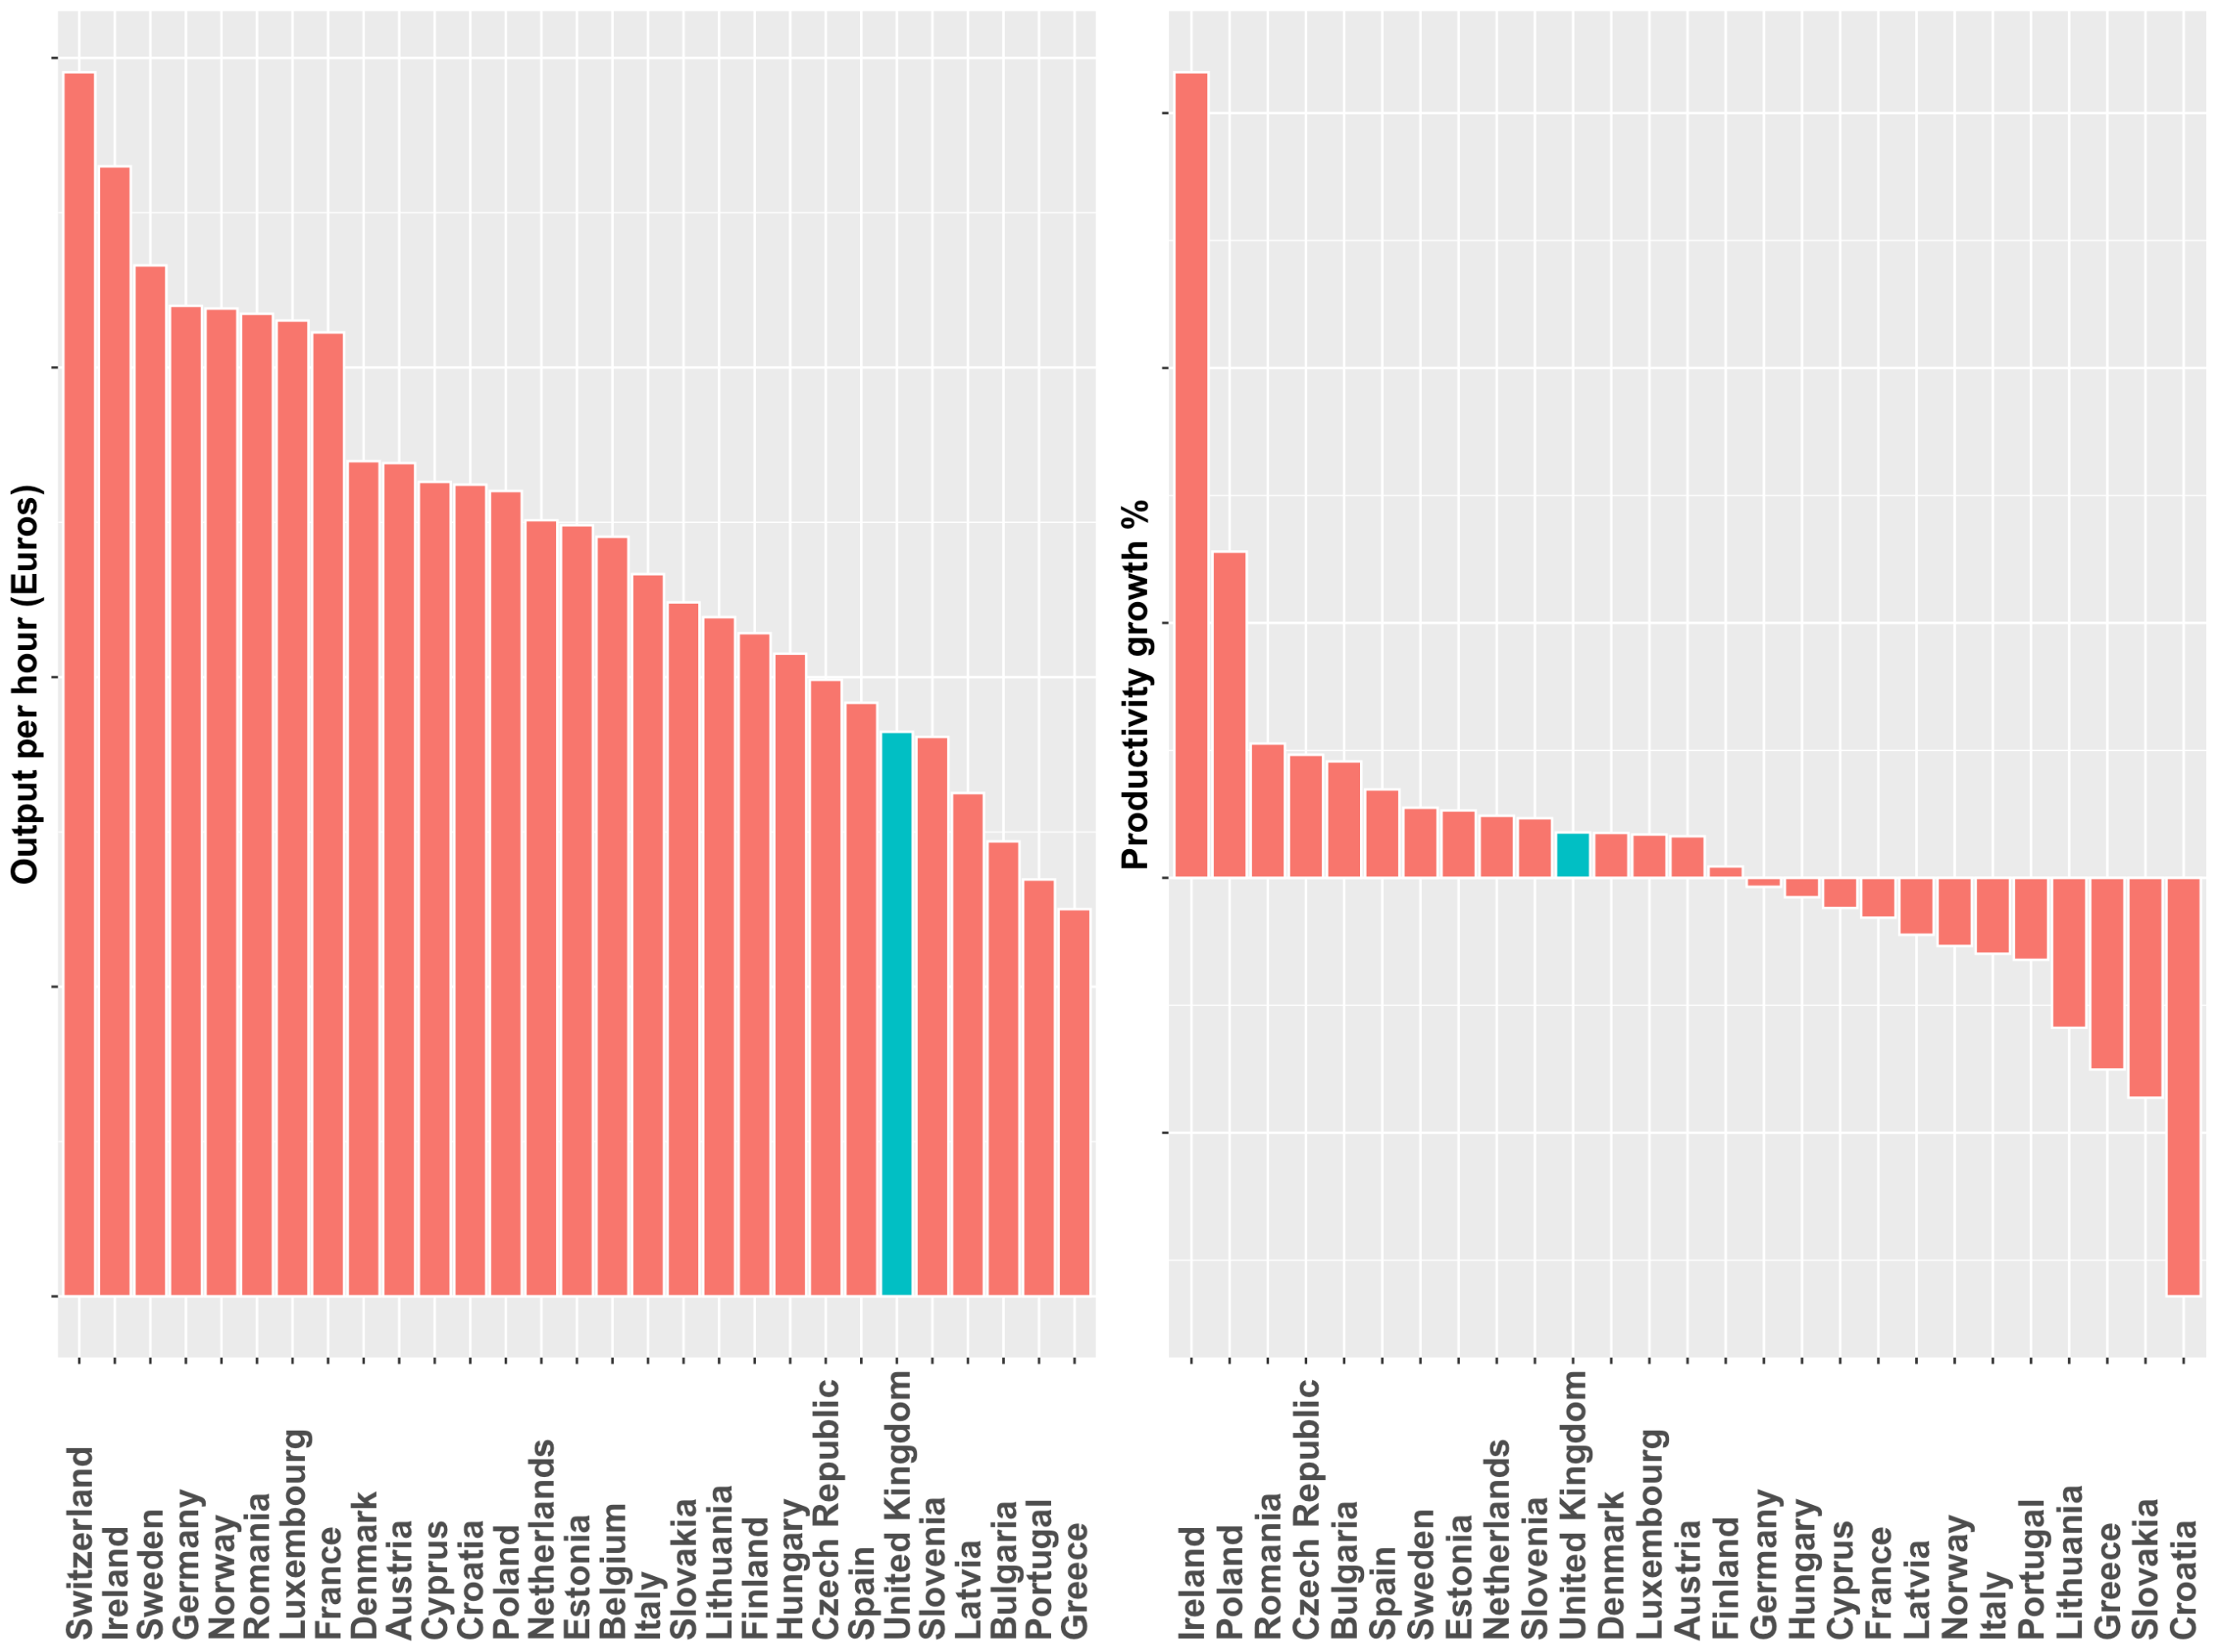 Output per hour (Euros)
Switzerland
Ireland
Sweden
Germany
Norway
Romania
Luxembourg
France
Denmark
Austria
Cyprus
Croatia
Poland
Netherlands
Estonia
Belgium
Italy
Slovakia
Lithuania
Finland
Hungary
Czech Republic
Spain
United Kingdom
Slovenia
Latvia
Bulgaria
Portugal
Greece
Productivity growth %
Ireland
Poland
Romania
Czech Republic
Bulgaria
Spain
Sweden
Estonia
Netherlands
Slovenia
United Kingdom
Denmark
Luxembourg
Austria
Finland
Germany
Hungary
Cyprus
France
Latvia
Norway
Italy
Portugal
Lithuania
Greece
Slovakia
Croatia